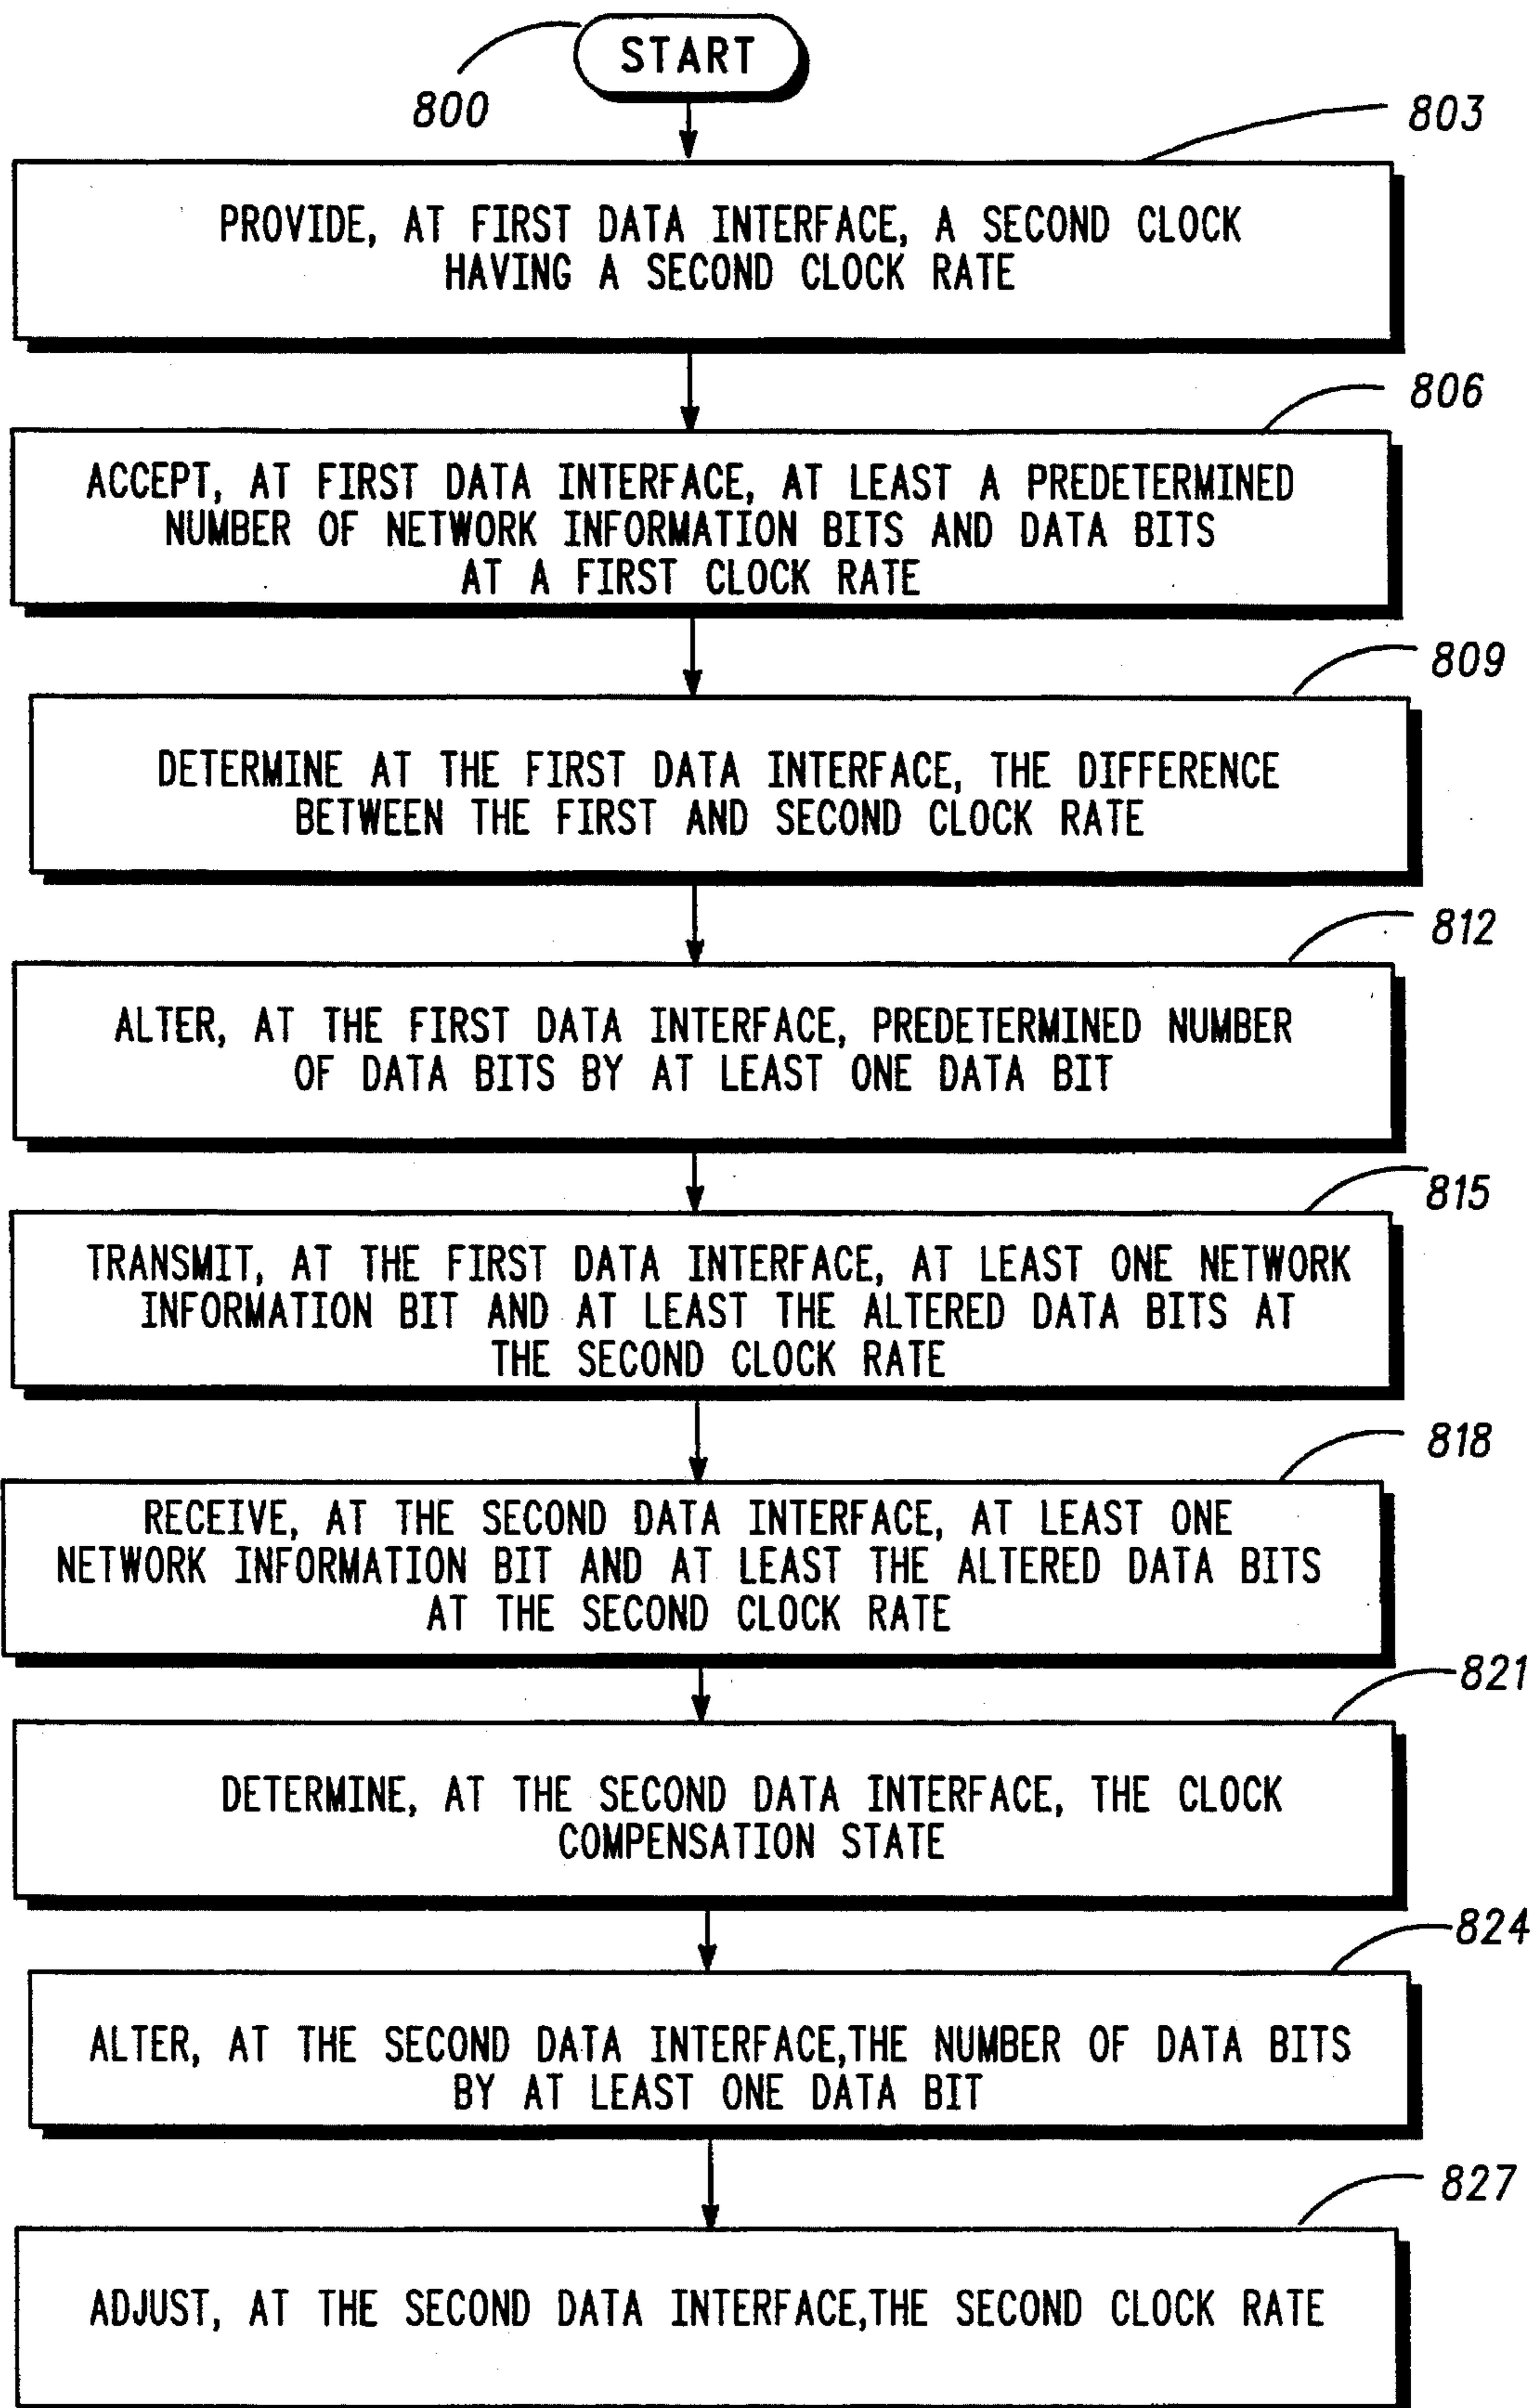 START
800
803
PROVIDE, AT FIRST DATA INTERFACE, A SECOND CLOCK
HAVING A SECOND CLOCK RATE
806
ACCEPT, AT FIRST DATA INTERFACE, AT LEAST A PREDETERMINED
NUMBER OF NETWORK INFORMATION BITS AND DATA BITS
AT A FIRST CLOCK RATE
809
DETERMINE AT THE FIRST DATA INTERFACE, THE DIFFERENCE
BETWEEN THE FIRST AND SECOND CLOCK RATE
812
ALTER, AT THE FIRST DATA INTERFACE, PREDETERMINED NUMBER
OF DATA BITS BY AT LEAST ONE DATA BIT
815
TRANSMIT, AT THE FIRST DATA INTERFACE, AT LEAST ONE NETWORK
INFORMATION BIT AND AT LEAST THE ALTERED DATA BITS AT
THE SECOND CLOCK RATE
818
RECEIVE, AT THE SECOND DATA INTERFACE, AT LEAST ONE
NETWORK INFORMATION BIT AND AT LEAST THE ALTERED DATA BITS
AT THE SECOND CLOCK RATE
821
DETERMINE, AT THE SECOND DATA INTERFACE, THE CLOCK
COMPENSATION STATE
824
ALTER, AT THE SECOND DATA INTERFACE,THE NUMBER OF DATA BITS
BY AT LEAST ONE DATA BIT
827
ADJUST, AT THE SECOND DATA INTERFACE,THE SECOND CLOCK RATE